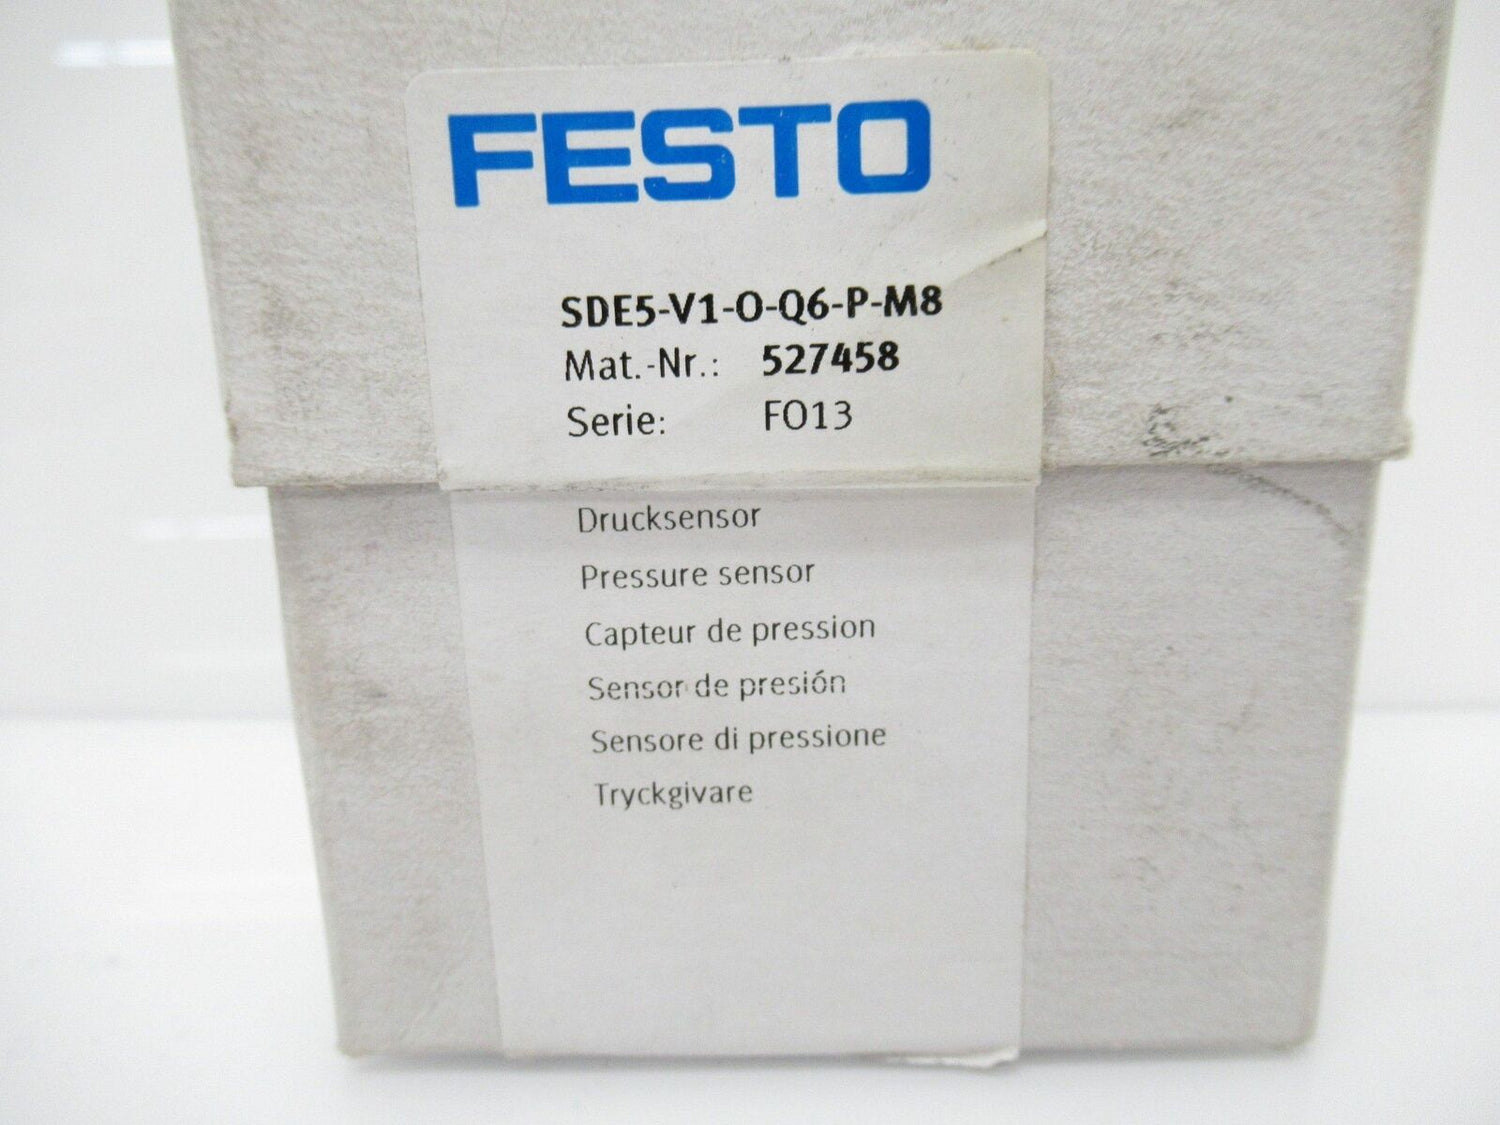 FESTO
SDE5-V1-O-Q6-P-M8
Mat.-Nr.: 527458
Serie: FO13
Drucksensor
Pressure sensor
Capteur de pression
Sensor de presión
Sensore di pressione
Tryckgivare